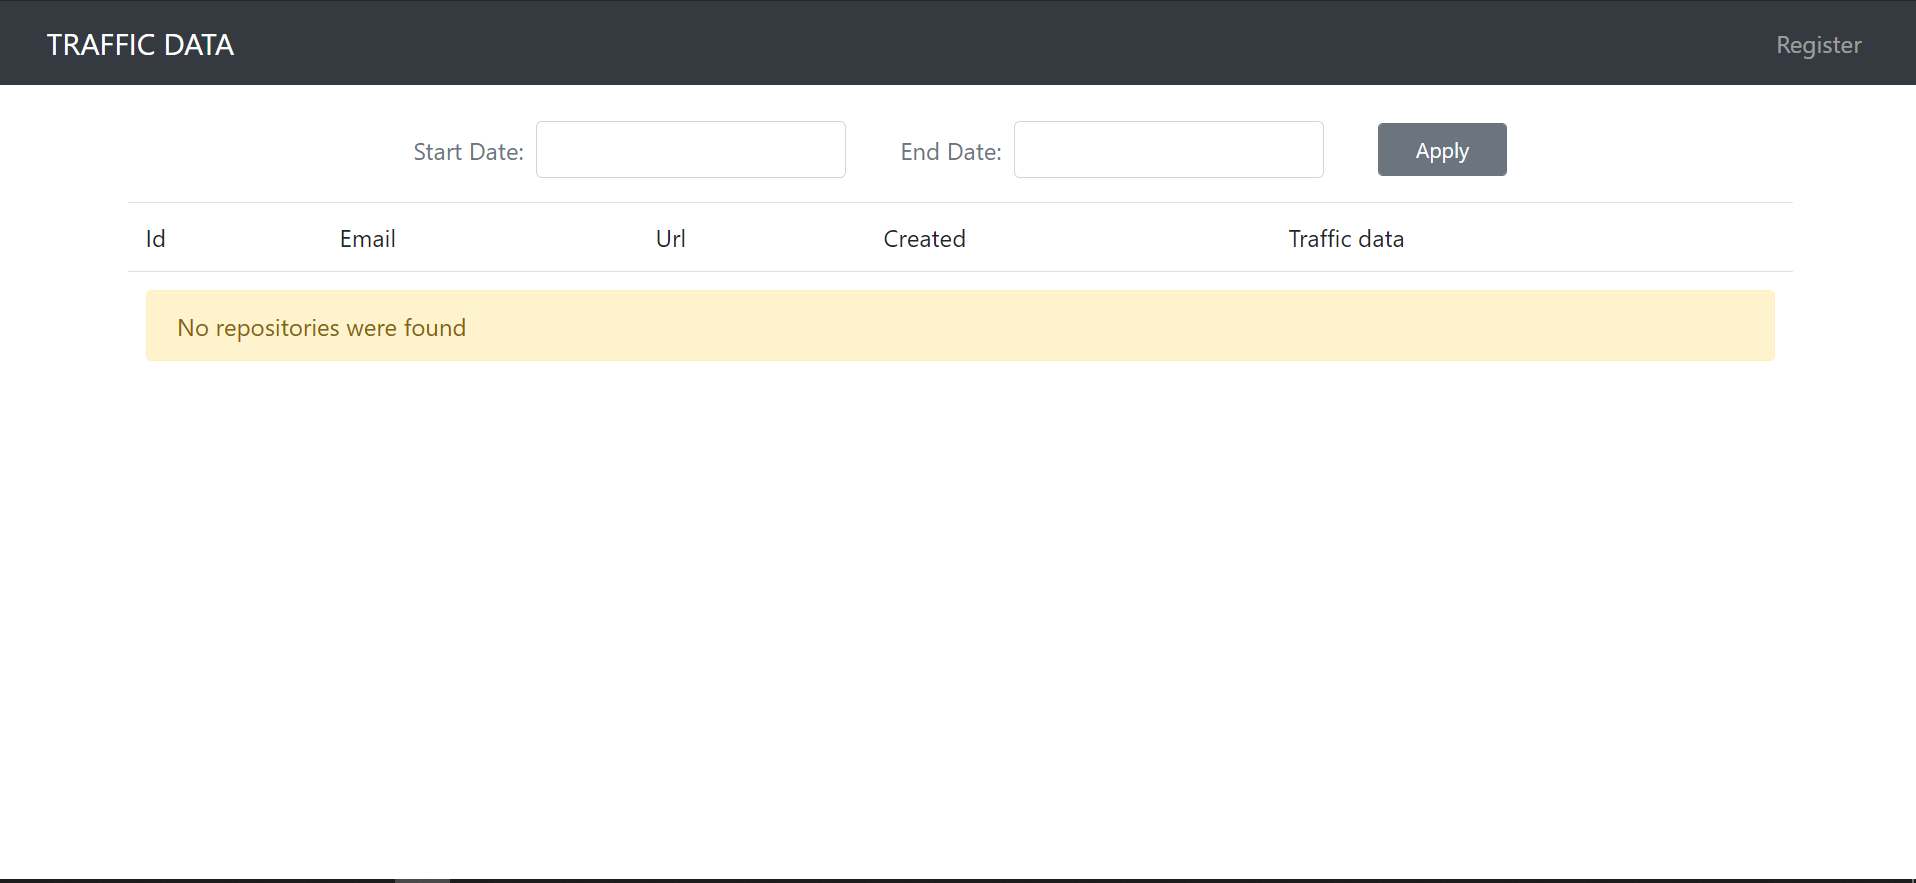 TRAFFIC DATA Register
Start Date: End Date: Apply
Id Email Url Created Traffic data
No repositories were found